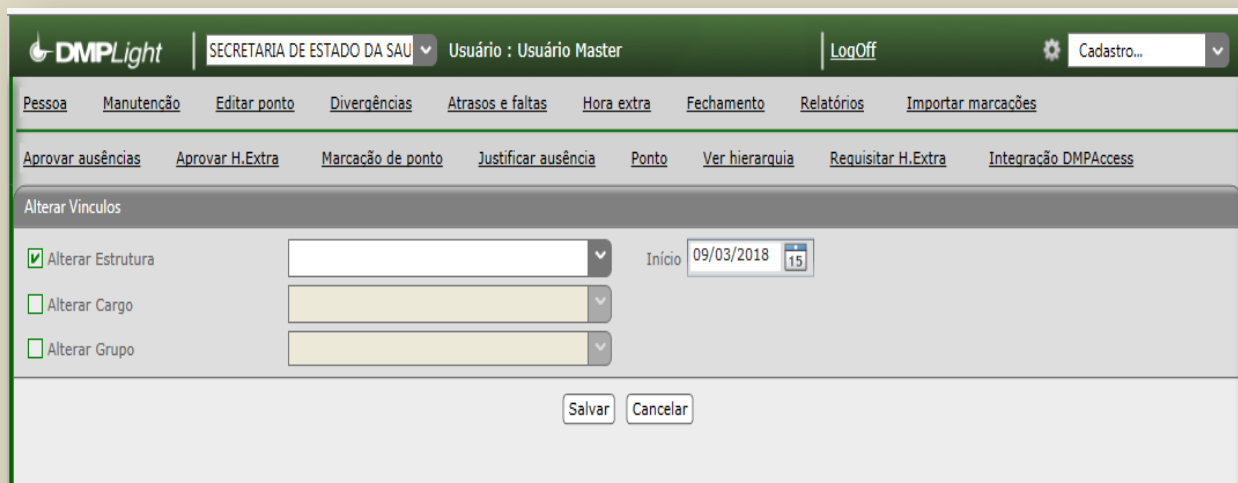 DMPLight SECRETARIA DE ESTADO DA SAU Usuário : Usuário Master LogOff Cadastro...
Pessoa Manutenção Editar ponto Divergências Atrasos e faltas Hora extra Fechamento Relatórios Importar marcações
Aprovar ausências Aprovar H.Extra Marcação de ponto Justificar ausência Ponto Ver hierarquia Requisitar H.Extra Integração DMPAccess
Alterar Vinculos
Alterar Estrutura Início 09/03/2018 15
Alterar Cargo
Alterar Grupo
Salvar Cancelar